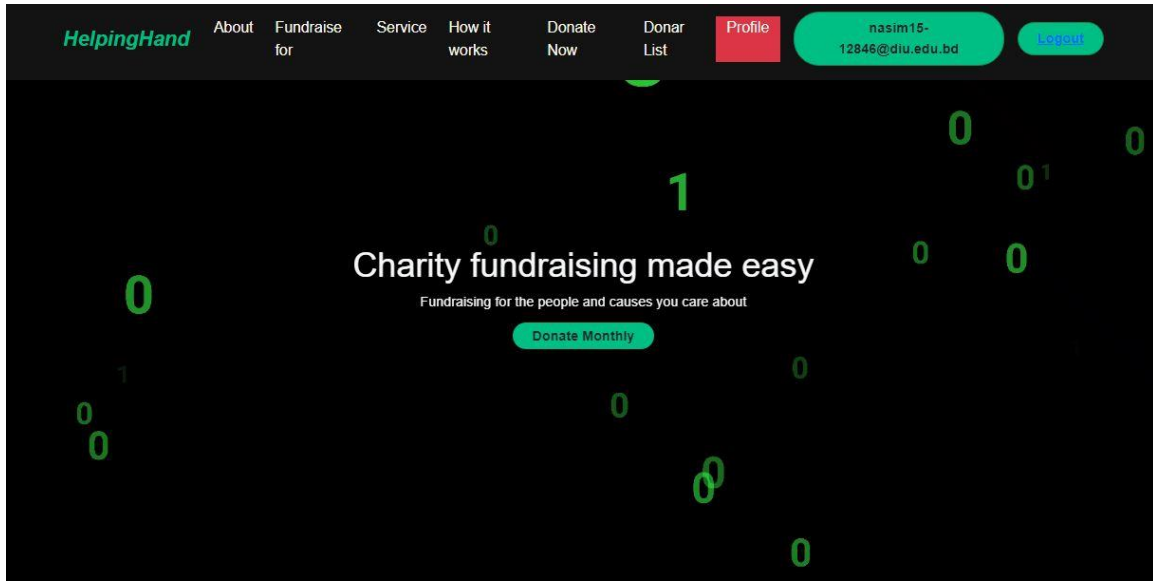 HelpingHand
About
Fundraise
for
Service
How it
works
Donate
Now
Donar
List
Profile
nasim15-
12846@diu.edu.bd
Logout
0
0
1
0
1
0
Charity fundraising made easy
0
0
0
Fundraising for the people and causes you care about
Donate Monthly
1
0
0
0
0
0
0
0